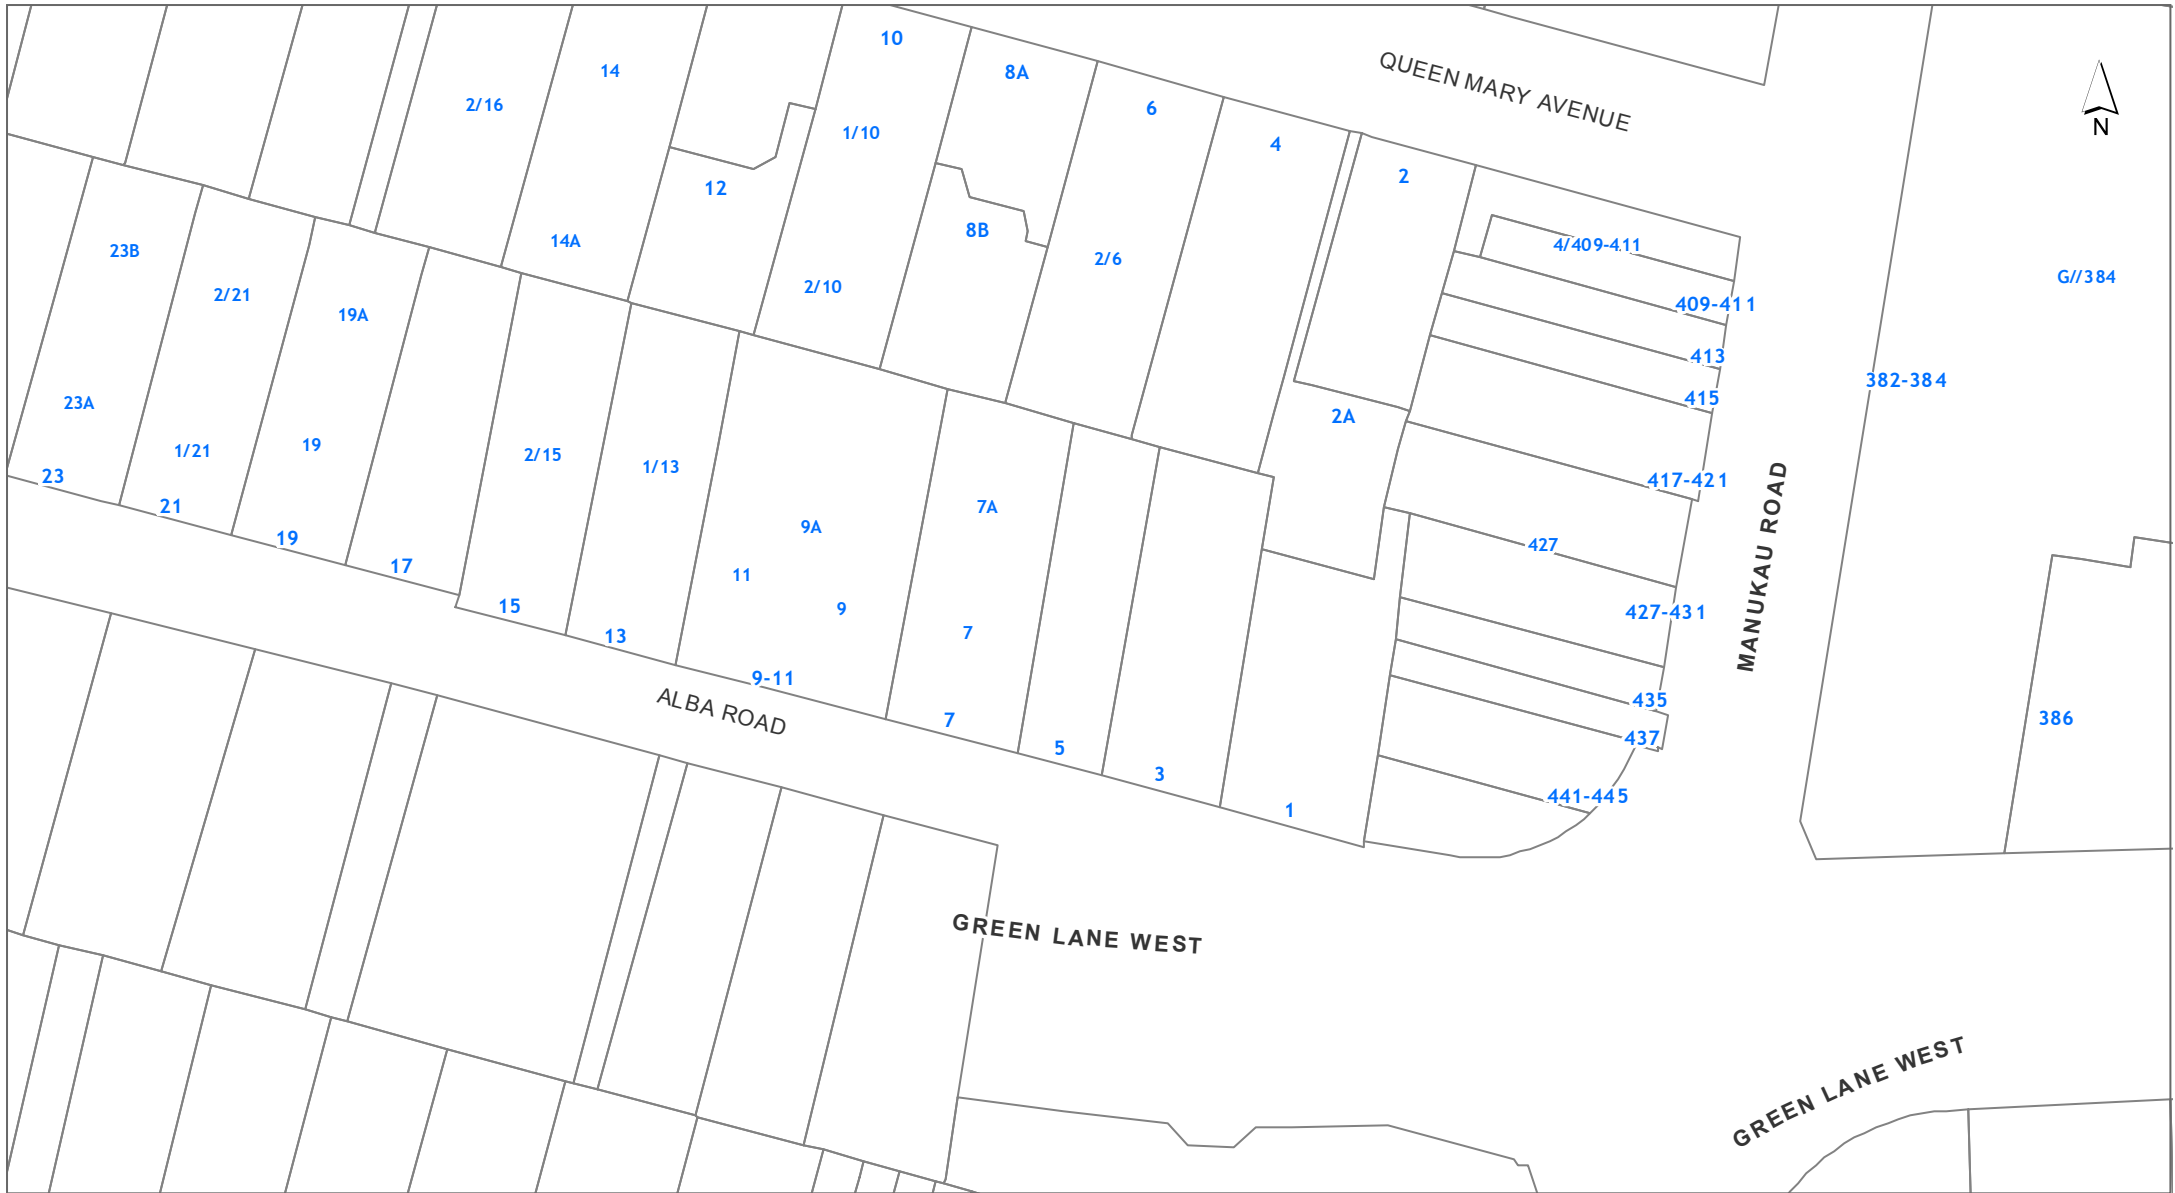 10
14
8A
QUEEN MARY AVENUE
2/16
6
N
1/10
4
2
12
8B
14A
4/409-411
23B
2/6
G//384
2/10
2/21
409-411
19A
413
382-384
415
23A
2A
19
1/21
2/15
1/13
23
417-421
21
7A
9A
19
427
MANUKAU ROAD
17
11
15
9
427-431
13
7
9-11
435
ALBA ROAD
7
386
437
5
3
441-445
1
GREEN LANE WEST
GREEN LANE WEST